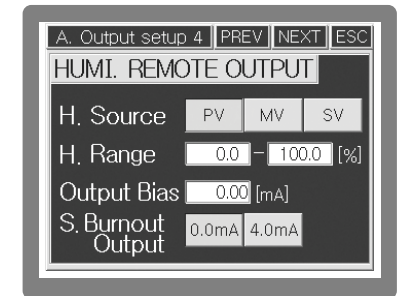 A. Output setup 4 PREV NEXT ESC
HUMI. REMOTE OUTPUT
H. Source PV MV SV
H. Range 0.0 - 100.0 [%]
Output Bias 0.00 [mA]
S. Burnout
Output 0.0mA 4.0mA